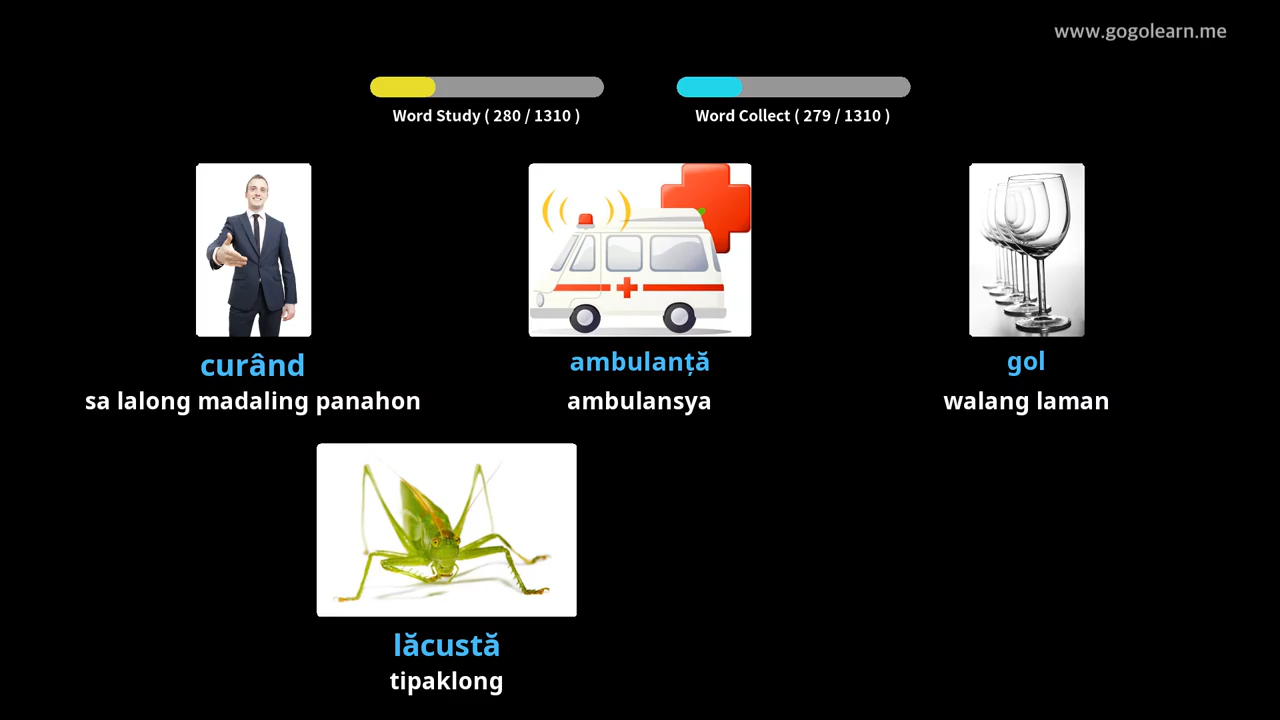 www.gogolearn.me
Word Study ( 280 / 1310 )
Word Collect ( 279 / 1310 )
curând
ambulanță
gol
sa lalong madaling panahon
ambulansya
walang laman
lăcustă
tipaklong